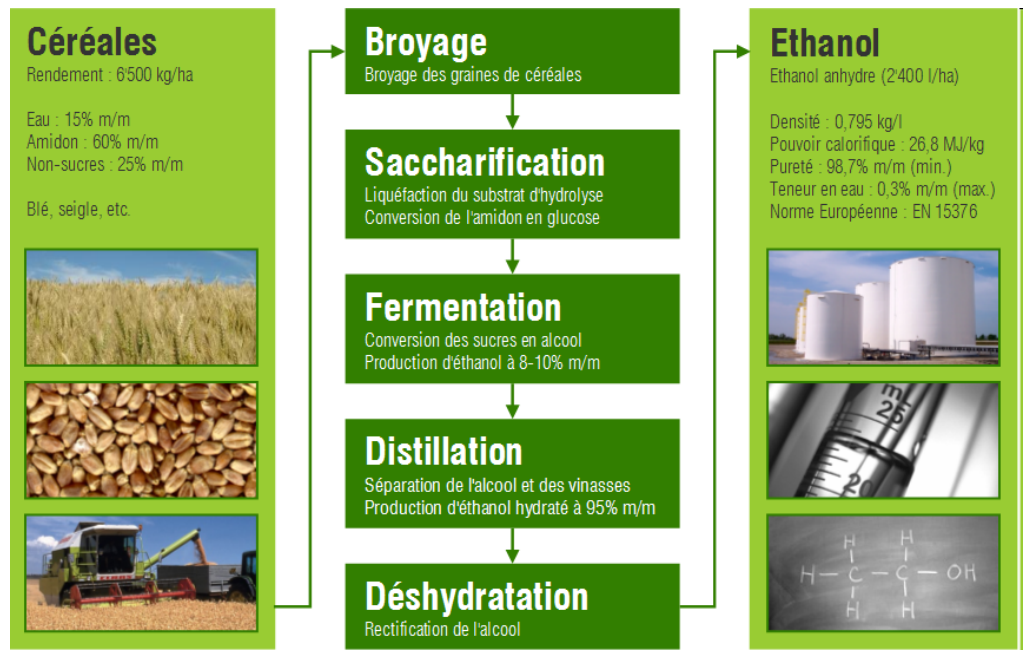 Céréales
Rendement : 6'500 kg/ha
Eau : 15% m/m
Amidon : 60% m/m
Non-sucres : 25% m/m
Blé, seigle, etc.
CLAAS
Broyage
Broyage des graines de céréales
Saccharification
Liquéfaction du substrat d'hydrolyse
Conversion de l'amidon en glucose
Fermentation
Conversion des sucres en alcool
Production d'éthanol à 8-10% m/m
Distillation
Séparation de l'alcool et des vinasses
Production d'éthanol hydraté à 95% m/m
Déshydratation
Rectification de l'alcool
Ethanol
Ethanol anhydre (2'400 l/ha)
Densité : 0,795 kg/l
Pouvoir calorifique : 26,8 MJ/kg
Pureté : 98,7% m/m (min.)
Teneur en eau : 0,3% m/m (max.)
Norme Européenne : EN 15376
mL
25
20
H H
H C C OH
H H